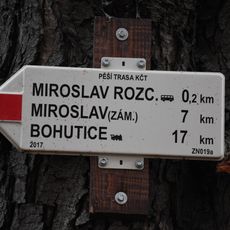 PĚŠÍ TRASA KČT
MIROSLAV ROZC. 0,2 km
MIROSLAV(ZÁM.) 7 km
BOHUTICE 17 km
2017 ZN019a